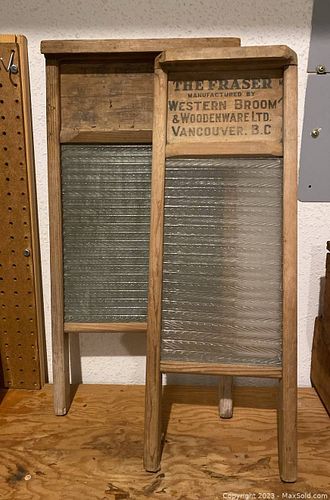 THE FRASER
MANUFACTURED BY
WESTERN BROOM
& WOODENWARE LTD.
VANCOUVER. B.C
Copyright 2023 - MaxSold.com